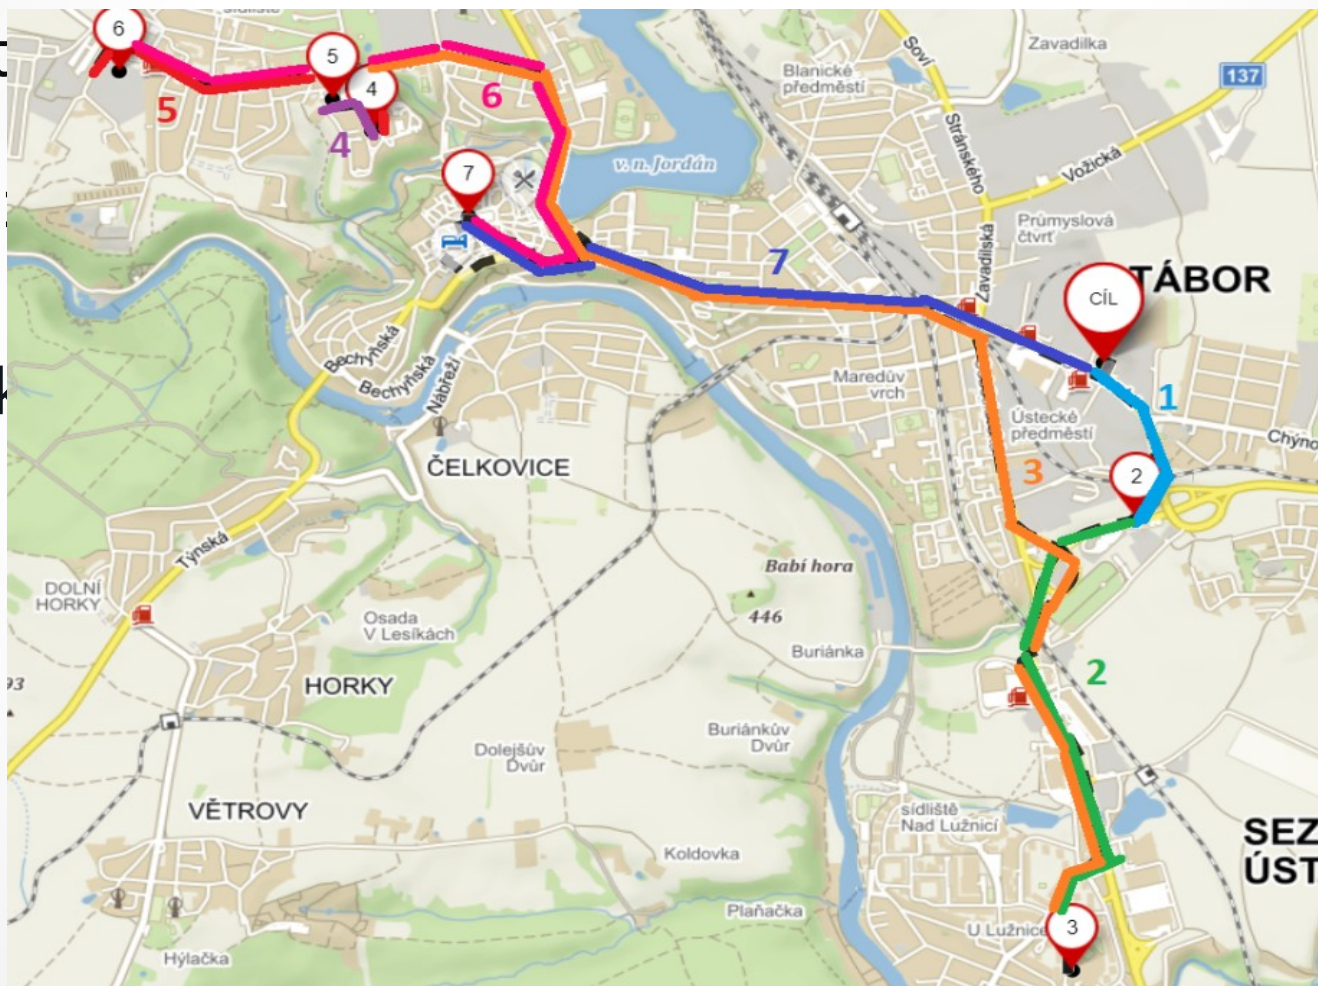 sídliště
6
5
4
5
4
6
7
v. n. Jordán
Blanické
předměstí
Soví
Zavadilka
137
Stránského
Vožická
Průmyslová
čtvrť
Zavadilská
7
CÍL
TÁBOR
Bechyňská
Bechyňská
Nábřeží
Maredův
vrch
Ústecké
předměstí
1
Chýno
3
2
ČELKOVICE
Týnská
DOLNÍ
HORKY
Osada
V Lesíkách
Babí hora
446
Buriánka
93
HORKY
2
Buriánkův
Dvůr
Dolejšův
Dvůr
VĚTROVY
sídliště
Nad Lužnicí
SEZ
ÚST
Koldovka
Plaňačka
U Lužnice
3
Hýlačka